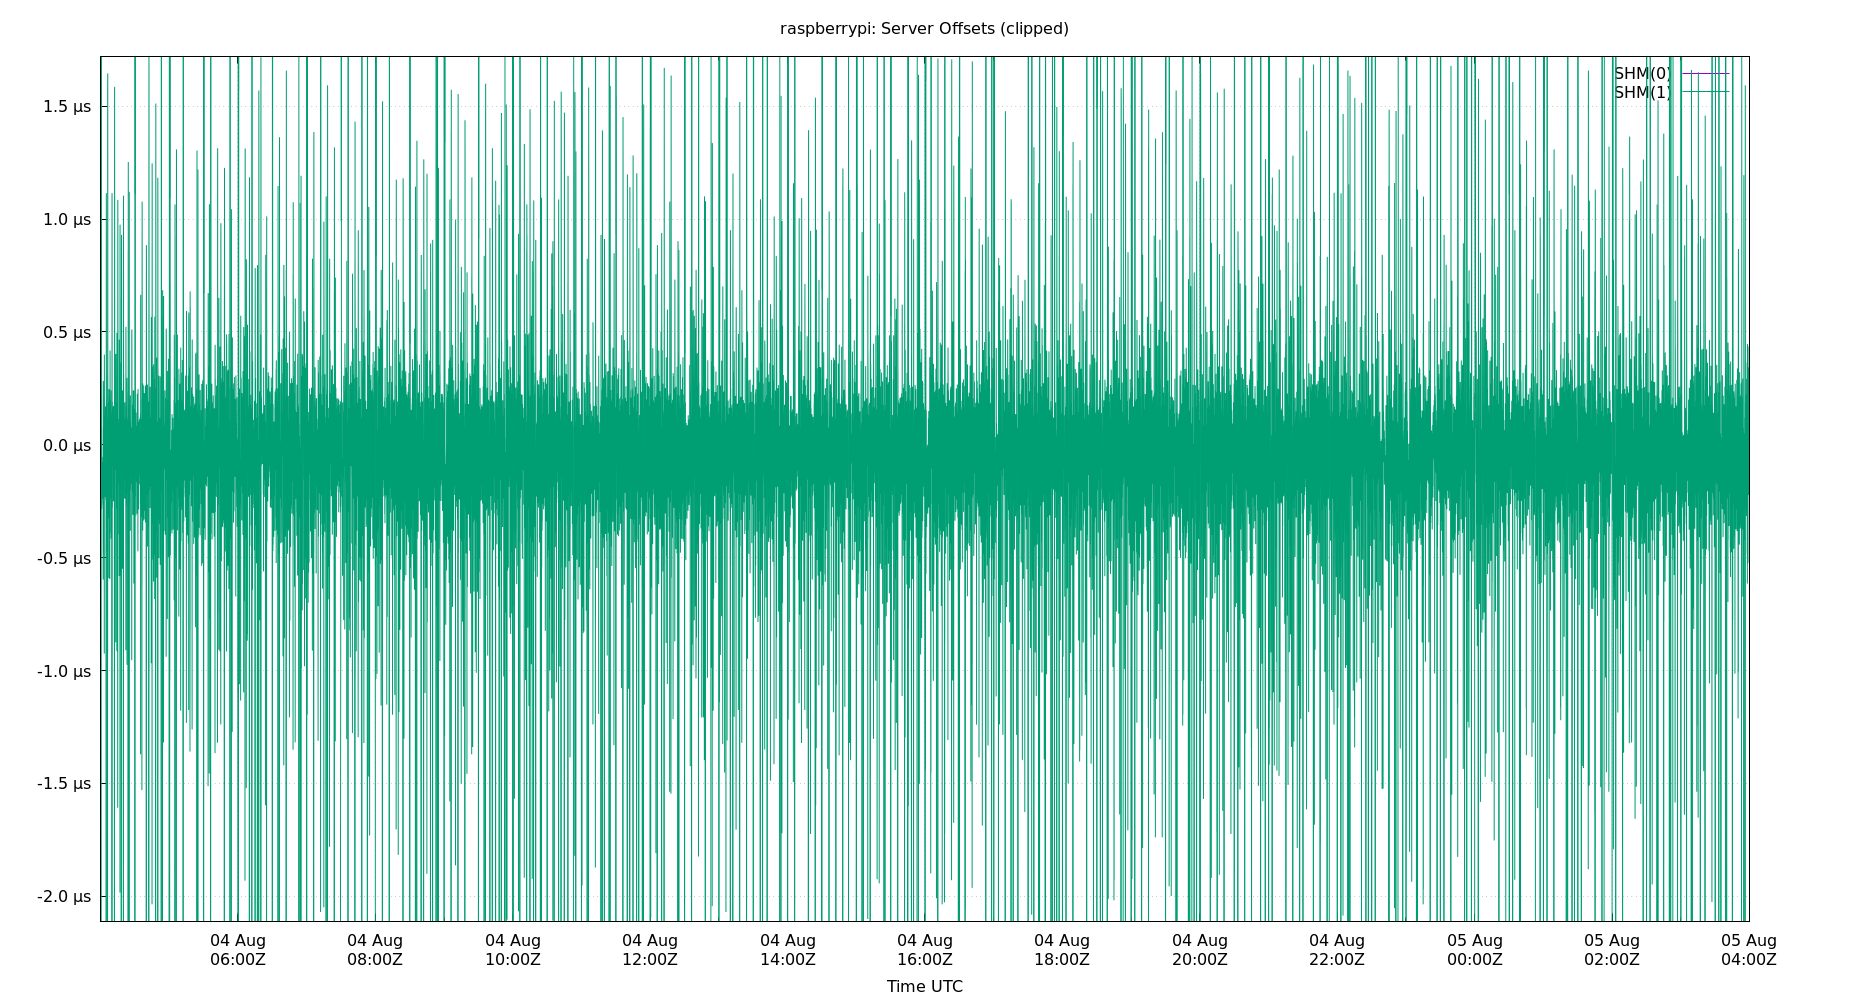 raspberrypi: Server Offsets (clipped)
SHM(0)
SHM(1)
1.5 µs
1.0 µs
0.5 µs
0.0 µs
-0.5 µs
-1.0 µs
-1.5 µs
-2.0 µs
04 Aug 04 Aug 04 Aug 04 Aug 04 Aug 04 Aug 04 Aug 04 Aug 04 Aug 05 Aug 05 Aug 05 Aug
06:00Z 08:00Z 10:00Z 12:00Z 14:00Z 16:00Z 18:00Z 20:00Z 22:00Z 00:00Z 02:00Z 04:00Z
Time UTC